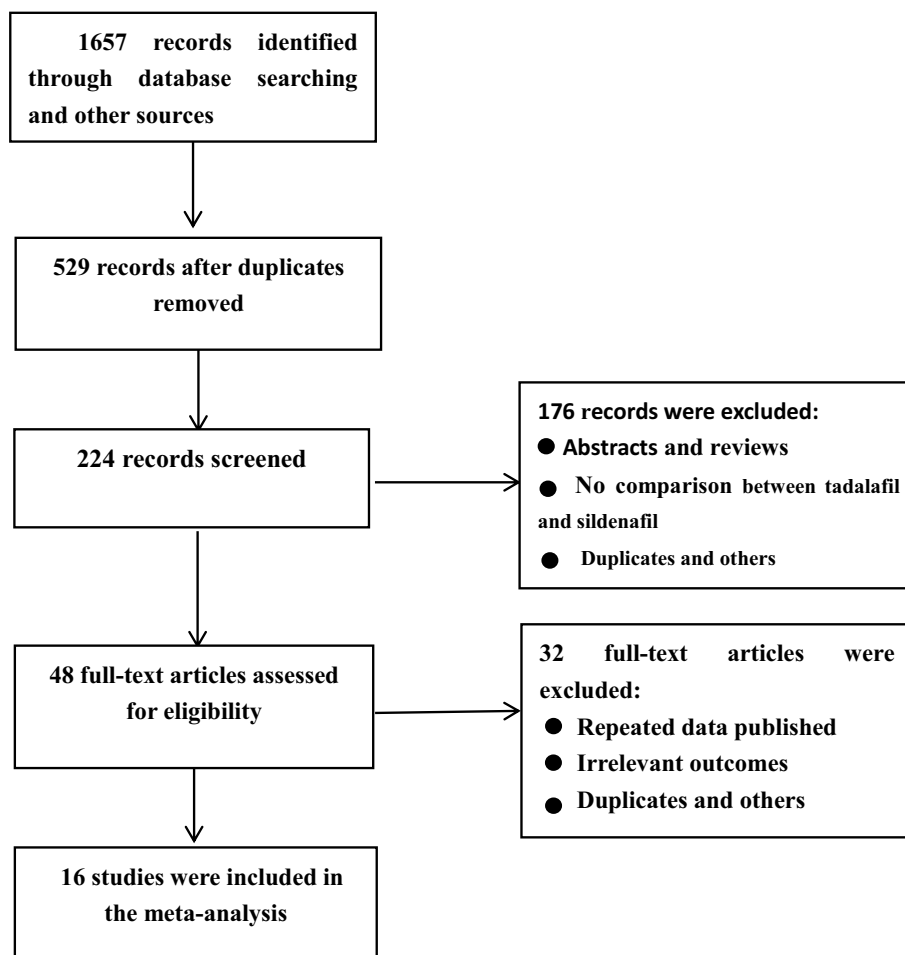 1657 records identified
through database searching
and other sources
529 records after duplicates
removed
224 records screened
176 records were excluded:
● Abstracts and reviews
● No comparison between tadalafil
and sildenafil
● Duplicates and others
48 full-text articles assessed
for eligibility
32 full-text articles were
excluded:
● Repeated data published
● Irrelevant outcomes
● Duplicates and others
16 studies were included in
the meta-analysis